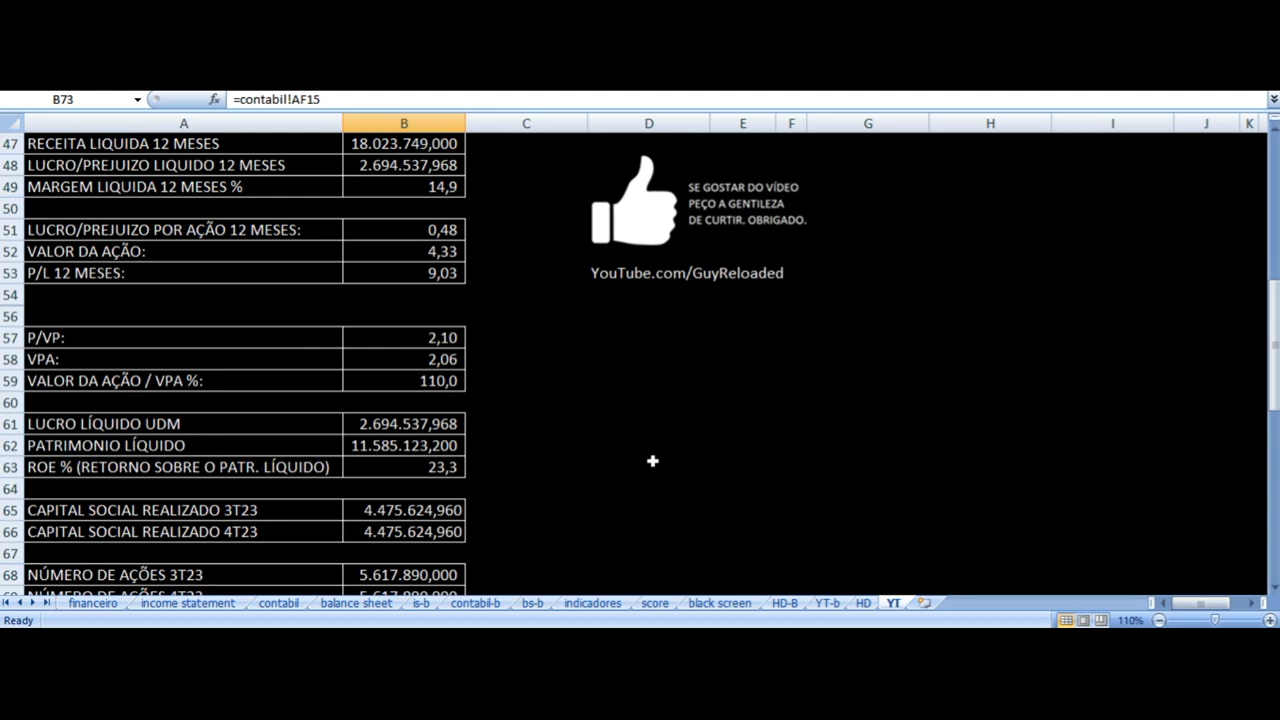 B73 fx =contabil!AF15
A B C D E F G H I J K
47 RECEITA LIQUIDA 12 MESES 18.023.749,000
48 LUCRO/PREJUIZO LIQUIDO 12 MESES 2.694.537,968
49 MARGEM LIQUIDA 12 MESES % 14,9
50
51 LUCRO/PREJUIZO POR AÇÃO 12 MESES: 0,48
52 VALOR DA AÇÃO: 4,33
53 P/L 12 MESES: 9,03
54
56
57 P/VP: 2,10
58 VPA: 2,06
59 VALOR DA AÇÃO / VPA %: 110,0
60
61 LUCRO LÍQUIDO UDM 2.694.537,968
62 PATRIMONIO LÍQUIDO 11.585.123,200
63 ROE % (RETORNO SOBRE O PATR. LÍQUIDO) 23,3
64
65 CAPITAL SOCIAL REALIZADO 3T23 4.475.624,960
66 CAPITAL SOCIAL REALIZADO 4T23 4.475.624,960
67
68 NÚMERO DE AÇÕES 3T23 5.617.890,000
SE GOSTAR DO VÍDEO
PEÇO A GENTILEZA
DE CURTIR. OBRIGADO.
YouTube.com/GuyReloaded
financeiro income statement contabil balance sheet is-b contabil-b bs-b indicadores score black screen HD-B YT-b HD YT
Ready 110%